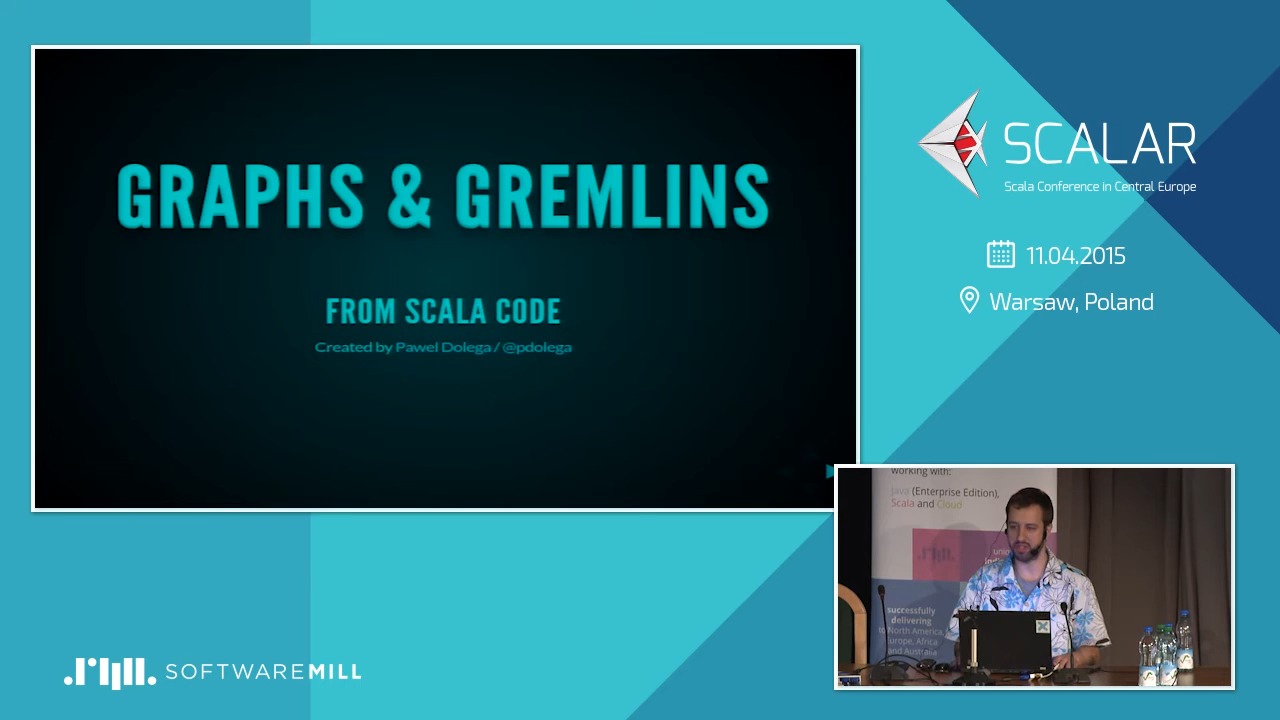 GRAPHS & GREMLINS
FROM SCALA CODE
Created by Pawel Dolega / @pdolega
SCALAR
Scala Conference in Central Europe
11.04.2015
Warsaw, Poland
working with:
Java (Enterprise Edition),
Scala and Cloud
successfully
delivering
to North America,
Europe, Africa
and Australia
SOFTWAREMILL